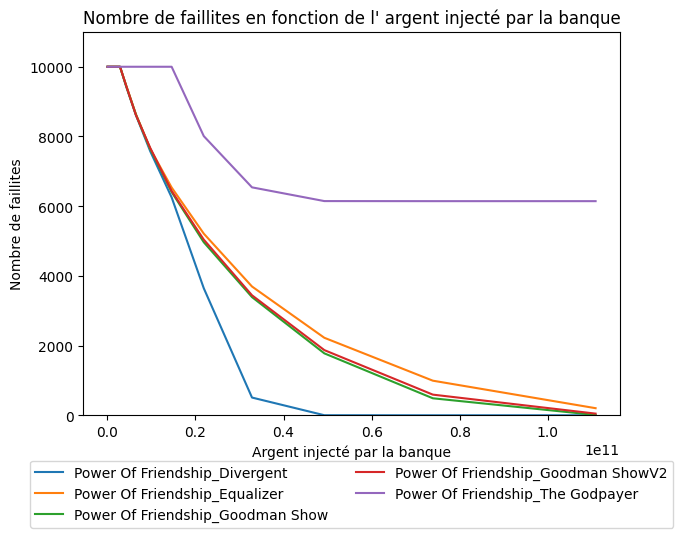 Nombre de faillites en fonction de l' argent injecté par la banque
10000
8000
6000
4000
2000
0
Nombre de faillites
0.0
0.2
0.4
0.6
0.8
1.0
1e11
Argent injecté par la banque
Power Of Friendship_Divergent
Power Of Friendship_Equalizer
Power Of Friendship_Goodman Show
Power Of Friendship_Goodman ShowV2
Power Of Friendship_The Godpayer